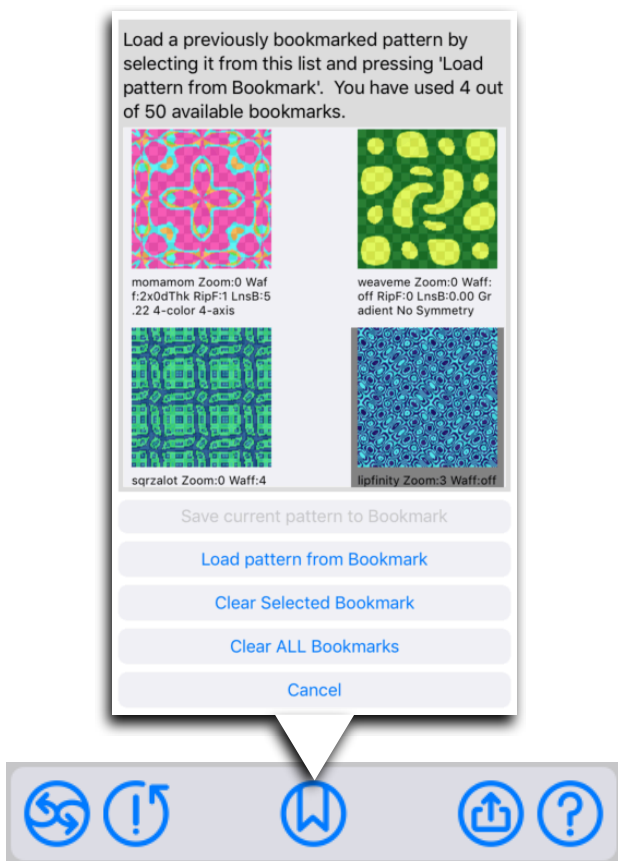 Load a previously bookmarked pattern by
selecting it from this list and pressing 'Load
pattern from Bookmark'.  You have used 4 out
of 50 available bookmarks.
momamom Zoom:0 Waf
f:2x0dThk RipF:1 LnsB:5
.22 4-color 4-axis
weaveme Zoom:0 Waff:
off RipF:0 LnsB:0.00 Gr
adient No Symmetry
sqrzalot Zoom:0 Waff:4
lipfinity Zoom:3 Waff:off
Save current pattern to Bookmark
Load pattern from Bookmark
Clear Selected Bookmark
Clear ALL Bookmarks
Cancel